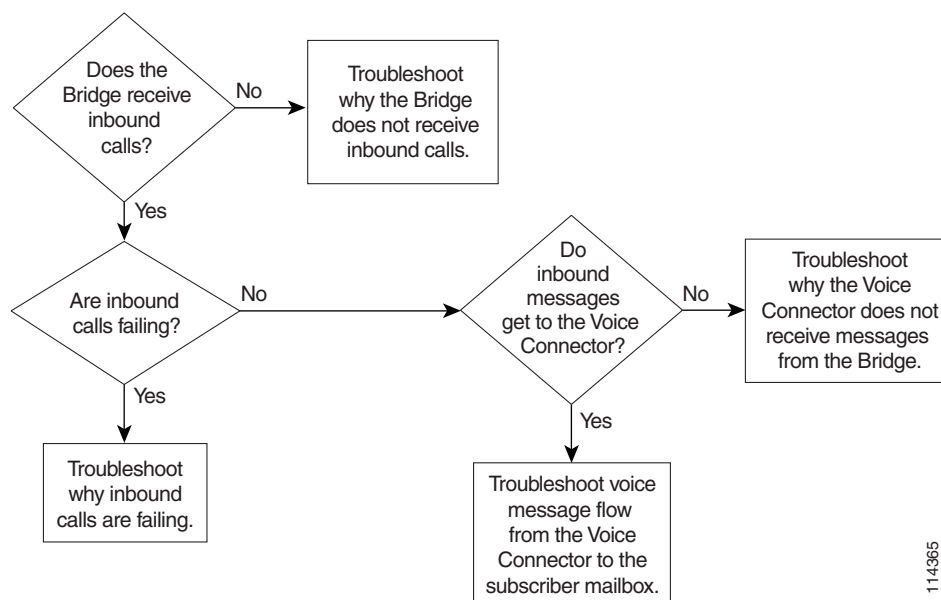 Does the
Bridge receive
inbound
calls?
No
Troubleshoot
why the Bridge
does not receive
inbound calls.
Yes
Are inbound
calls failing?
No
Do
inbound
messages
get to the Voice
Connector?
No
Troubleshoot
why the Voice
Connector does not
receive messages
from the Bridge.
Yes
Troubleshoot
why inbound
calls are failing.
Yes
Troubleshoot voice
message flow
from the Voice
Connector to the
subscriber mailbox.
114365